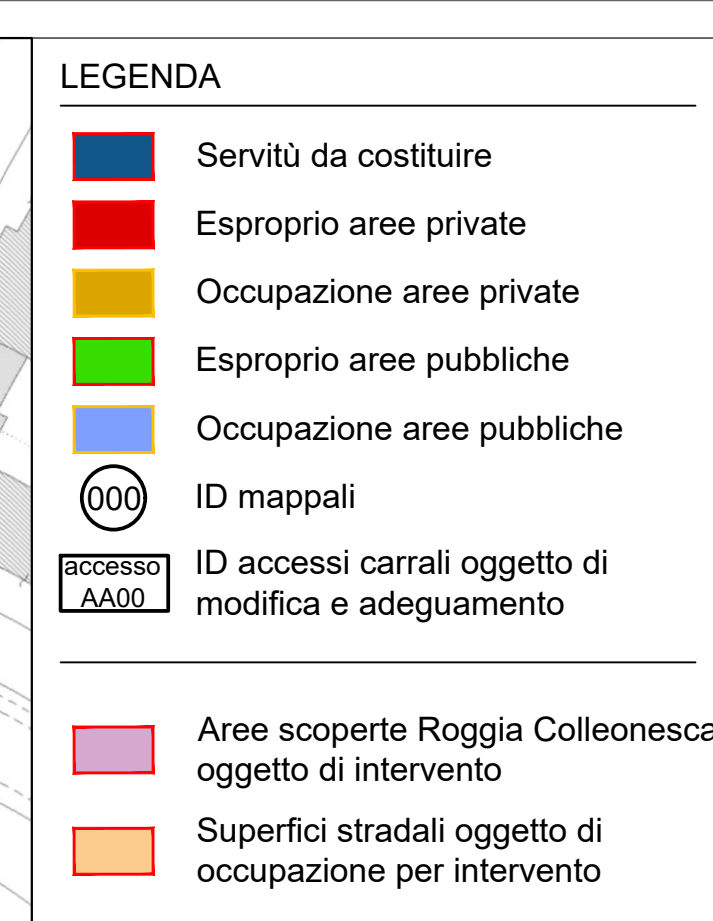 LEGENDA
Servitù da costituire
Esproprio aree private
Occupazione aree private
Esproprio aree pubbliche
Occupazione aree pubbliche
000
ID mappali
accesso
AA00
ID accessi carrali oggetto di
modifica e adeguamento
Aree scoperte Roggia Colleonesca
oggetto di intervento
Superfici stradali oggetto di
occupazione per intervento